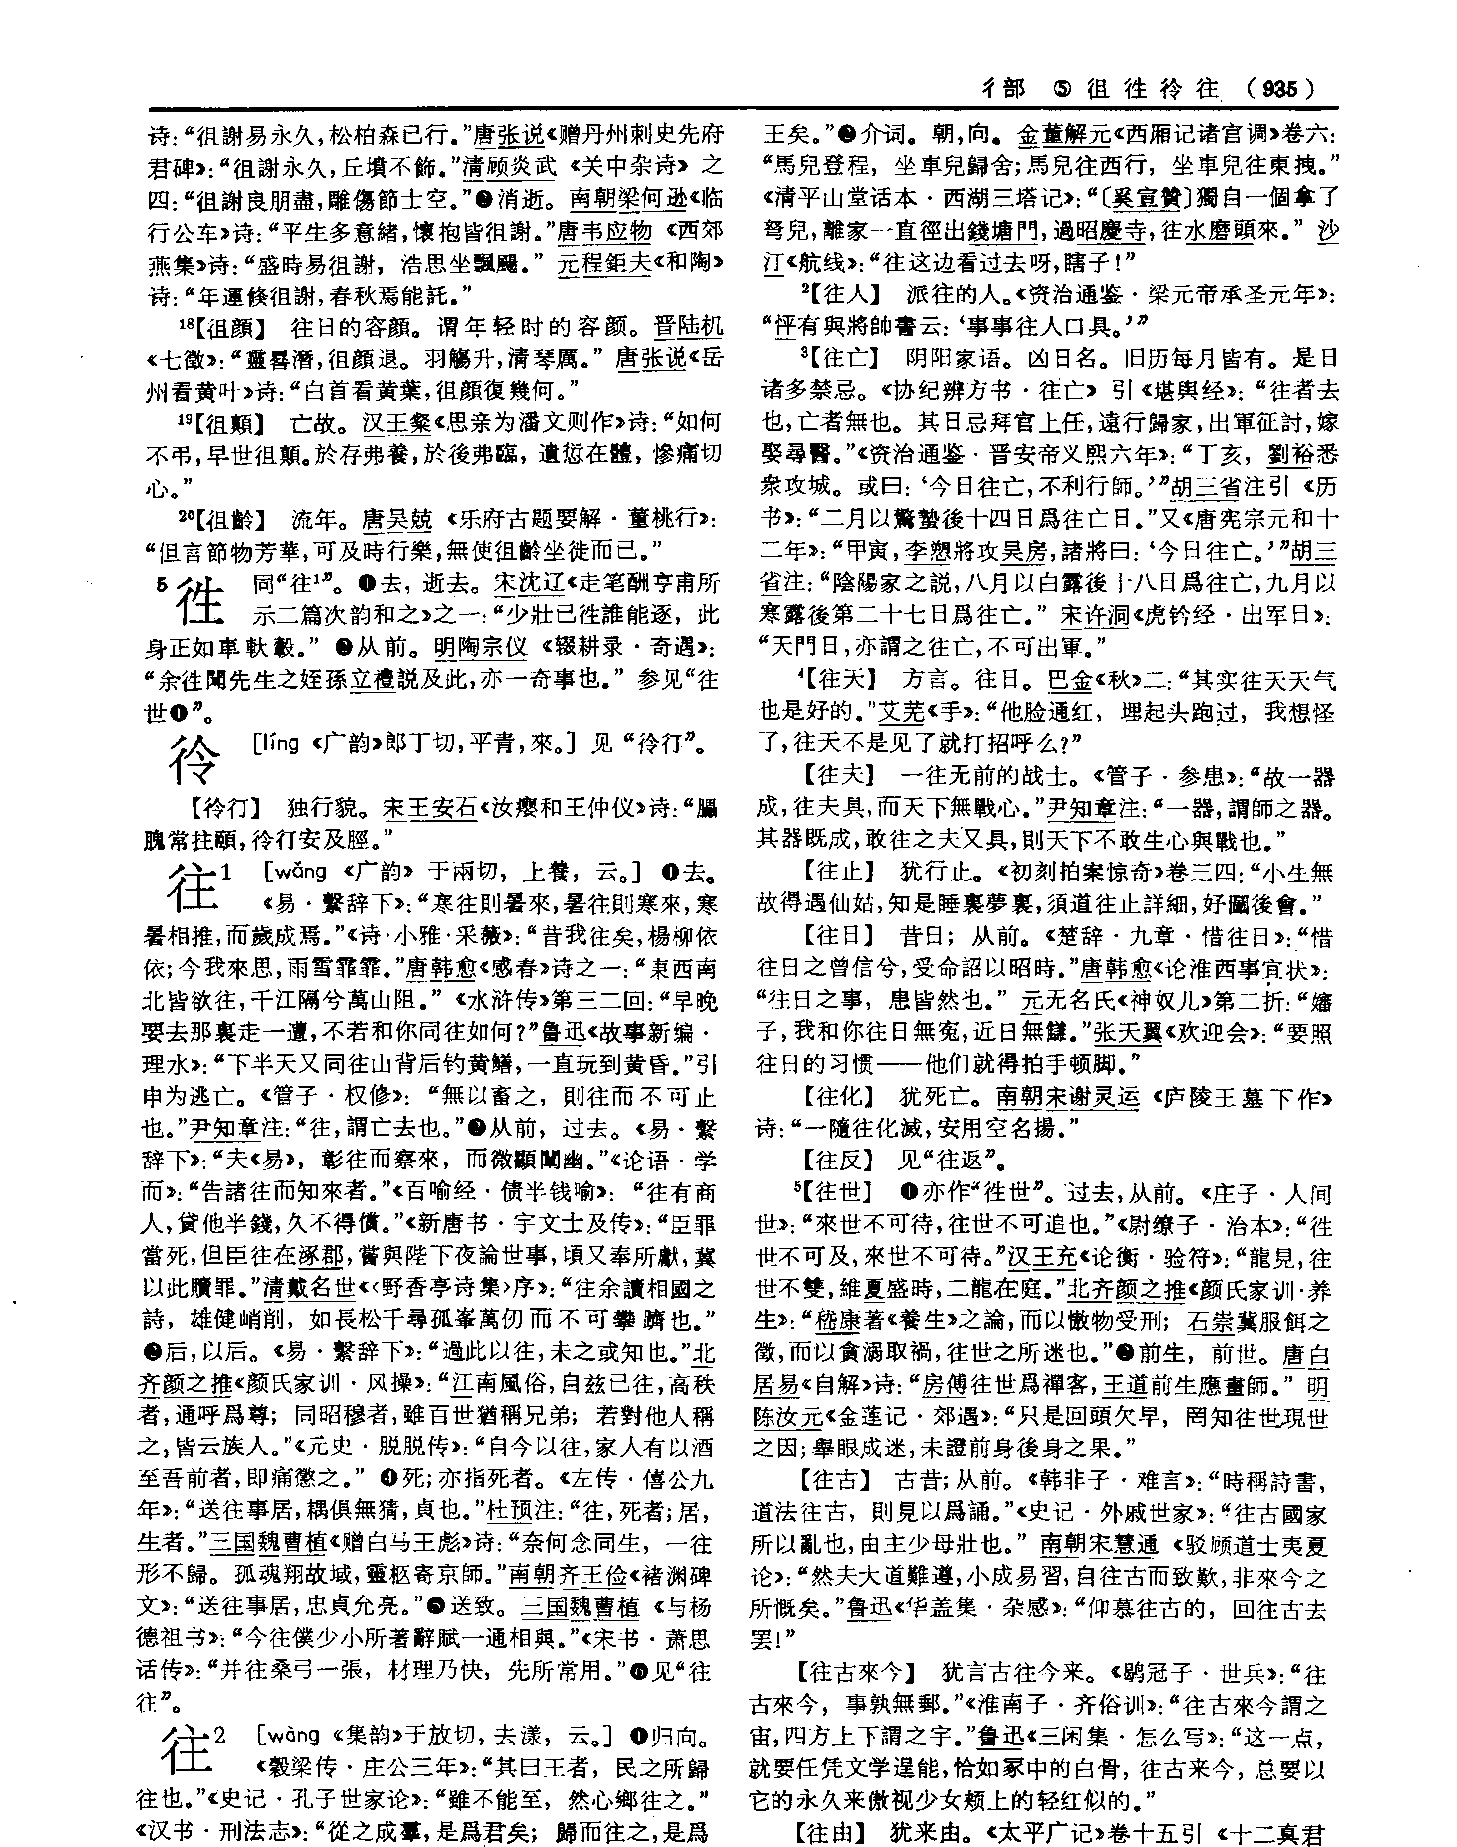 彳部 ⑤ 徂 徃 彾 往 （935）
诗：“徂謝易永久，松柏森已行。”唐张说《赠丹州刺史先府
君碑》：“徂謝永久，丘墳不飾。”清顾炎武《关中杂诗》之
四：“徂謝良朋盡，雕傷節士空。”❷消逝。南朝梁何逊《临
行公车》诗：“平生多意緒，懷抱皆徂謝。”唐韦应物《西郊
燕集》诗：“盛時易徂謝，浩思坐飄颺。”元程鉅夫《和陶》
诗：“年運倏徂謝，春秋焉能託。”
18【徂顔】 往日的容颜。谓年轻时的容颜。晋陆机
《七徵》：“靈晷潛，徂顔退。羽觴升，清琴厲。”唐张说《岳
州看黄叶》诗：“白首看黄葉，徂顔復幾何。”
19【徂顛】 亡故。汉王粲《思亲为潘文则作》诗：“如何
不弔，早世徂顛。於存弗養，於後弗臨，遺愆在體，慘痛切
心。”
20【徂齡】 流年。唐吴兢《乐府古题要解·董桃行》：
“但言節物芳華，可及時行樂，無使徂齡坐徙而已。”
5徃 同“往1”。❶去，逝去。宋沈辽《走笔酬亨甫所
示二篇次韵和之》之一：“少壯已徃誰能逐，此
身正如車軑轂。”❷从前。明陶宗仪《辍耕录·奇遇》：
“余徃聞先生之姪孫立禮説及此，亦一奇事也。”参见“往
世❶”。
彾 ［líng《广韵》郎丁切，平青，來。］见“彾彴”。
【彾彴】 独行貌。宋王安石《汝瘿和王仲仪》诗：“膃
腲常拄頤，彾彴安及脛。”
往1 ［wǎng《广韵》于兩切，上養，云。］❶去。
《易·繫辞下》：“寒往則暑來，暑往則寒來，寒
暑相推，而歲成焉。”《诗·小雅·采薇》：“昔我往矣，楊柳依
依；今我來思，雨雪霏霏。”唐韩愈《感春》诗之一：“東西南
北皆欲往，千江隔兮萬山阻。”《水浒传》第三二回：“早晚
要去那裏走一遭，不若和你同往如何？”鲁迅《故事新编·
理水》：“下半天又同往山背后钓黄鳝，一直玩到黄昏。”引
申为逃亡。《管子·权修》：“無以畜之，則往而不可止
也。”尹知章注：“往，謂亡去也。”❷从前，过去。《易·繫
辞下》：“夫《易》，彰往而察來，而微顯闡幽。”《论语·学
而》：“告諸往而知來者。”《百喻经·债半钱喻》：“往有商
人，貸他半錢，久不得償。”《新唐书·宇文士及传》：“臣罪
當死，但臣往在涿郡，嘗與陛下夜論世事，頃又奉所獻，冀
以此贖罪。”清戴名世《〈野香亭诗集〉序》：“往余讀相國之
詩，雄健峭削，如長松千尋孤峯萬仞而不可攀躋也。”
❸后，以后。《易·繫辞下》：“過此以往，未之或知也。”北
齐颜之推《颜氏家训·风操》：“江南風俗，自兹已往，高秩
者，通呼爲尊；同昭穆者，雖百世猶稱兄弟；若對他人稱
之，皆云族人。”《元史·脱脱传》：“自今以往，家人有以酒
至吾前者，即痛懲之。”❹死；亦指死者。《左传·僖公九
年》：“送往事居，耦俱無猜，貞也。”杜预注：“往，死者；居，
生者。”三国魏曹植《赠白马王彪》诗：“奈何念同生，一往
形不歸。孤魂翔故域，靈柩寄京師。”南朝齐王俭《褚渊碑
文》：“送往事居，忠貞允亮。”❺送致。三国魏曹植《与杨
德祖书》：“今往僕少小所著辭賦一通相與。”《宋书·萧思
话传》：“并往桑弓一張，材理乃快，先所常用。”❻见“往
往”。
往2 ［wàng《集韵》于放切，去漾，云。］❶归向。
《穀梁传·庄公三年》：“其曰王者，民之所歸
往也。”《史记·孔子世家论》：“雖不能至，然心鄉往之。”
《汉书·刑法志》：“從之成羣，是爲君矣；歸而往之，是爲
王矣。”❷介词。朝，向。金董解元《西厢记诸宫调》卷六：
“馬兒登程，坐車兒歸舍；馬兒往西行，坐車兒往東拽。”
《清平山堂话本·西湖三塔记》：“〔奚宣贊〕獨自一個拿了
弩兒，離家一直徑出錢塘門，過昭慶寺，往水磨頭來。”沙
汀《航线》：“往这边看过去呀，瞎子！”
2【往人】 派往的人。《资治通鉴·梁元帝承圣元年》：
“怦有與將帥書云：‘事事往人口具。’”
3【往亡】 阴阳家语。凶日名。旧历每月皆有。是日
诸多禁忌。《协纪辨方书·往亡》引《堪舆经》：“往者去
也，亡者無也。其日忌拜官上任，遠行歸家，出軍征討，嫁
娶尋醫。”《资治通鉴·晋安帝义熙六年》：“丁亥，劉裕悉
衆攻城。或曰：‘今日往亡，不利行師。’”胡三省注引《历
书》：“二月以驚蟄後十四日爲往亡日。”又《唐宪宗元和十
二年》：“甲寅，李愬將攻吴房，諸將曰：‘今日往亡。’”胡三
省注：“陰陽家之説，八月以白露後十八日爲往亡，九月以
寒露後第二十七日爲往亡。”宋许洞《虎钤经·出军日》：
“天門日，亦謂之往亡，不可出軍。”
4【往天】 方言。往日。巴金《秋》二：“其实往天天气
也是好的。”艾芜《手》：“他脸通红，埋起头跑过，我想怪
了，往天不是见了就打招呼么？”
【往夫】 一往无前的战士。《管子·参患》：“故一器
成，往夫具，而天下無戰心。”尹知章注：“一器，謂師之器。
其器既成，敢往之夫又具，則天下不敢生心與戰也。”
【往止】 犹行止。《初刻拍案惊奇》卷三四：“小生無
故得遇仙姑，知是睡裏夢裏，須道往止詳細，好圖後會。”
【往日】 昔日；从前。《楚辞·九章·惜往日》：“惜
往日之曾信兮，受命詔以昭時。”唐韩愈《论淮西事宜状》：
“往日之事，患皆然也。”元无名氏《神奴儿》第二折：“嬸
子，我和你往日無冤，近日無讎。”张天翼《欢迎会》：“要照
往日的习惯——他们就得拍手顿脚。”
【往化】 犹死亡。南朝宋谢灵运《庐陵王墓下作》
诗：“一隨往化滅，安用空名揚。”
【往反】 见“往返”。
5【往世】 ❶亦作“徃世”。过去，从前。《庄子·人间
世》：“來世不可待，往世不可追也。”《尉缭子·治本》：“徃
世不可及，來世不可待。”汉王充《论衡·验符》：“龍見，往
世不雙，維夏盛時，二龍在庭。”北齐颜之推《颜氏家训·养
生》：“嵇康著《養生》之論，而以慠物受刑；石崇冀服餌之
徵，而以貪溺取禍，往世之所迷也。”❷前生，前世。唐白
居易《自解》诗：“房傅往世爲禪客，王道前生應畫師。”明
陈汝元《金莲记·郊遇》：“只是回頭欠早，罔知往世現世
之因；舉眼成迷，未證前身後身之果。”
【往古】 古昔；从前。《韩非子·难言》：“時稱詩書，
道法往古，則見以爲誦。”《史记·外戚世家》：“往古國家
所以亂也，由主少母壯也。”南朝宋慧通《驳顾道士夷夏
论》：“然夫大道難遵，小成易習，自往古而致歎，非來今之
所慨矣。”鲁迅《华盖集·杂感》：“仰慕往古的，回往古去
罢！”
【往古來今】 犹言古往今来。《鹖冠子·世兵》：“往
古來今，事孰無郵。”《淮南子·齐俗训》：“往古來今謂之
宙，四方上下謂之宇。”鲁迅《三闲集·怎么写》：“这一点，
就要任凭文学逞能，恰如冢中的白骨，往古来今，总要以
它的永久来傲视少女颊上的轻红似的。”
【往由】 犹来由。《太平广记》卷十五引《十二真君